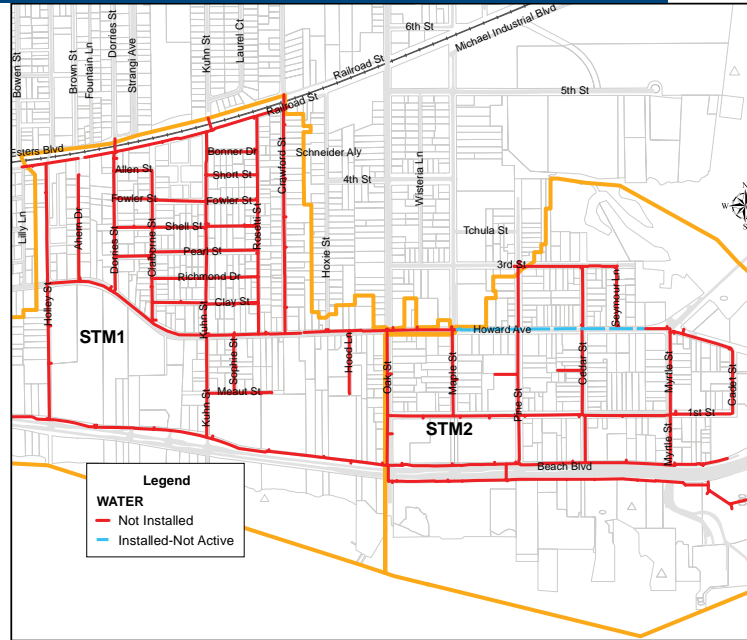 6th St
Michael Industrial Blvd
Bowen St
Brown St
Fountain Ln
Dorries St
Strangi Ave
Kuhn St
Laurel Ct
Railroad St
5th St
Railroad St
Esters Blvd
Bonner Dr
Schneider Aly
Allen St
Short St
Crawford St
4th St
Wisteria Ln
Fowler St
Fowler St
Rosetti St
Lilly Ln
Ahern Dr
Dorries St
Claiborne St
Shell St
Tchula St
Pearl St
Hoxie St
3rd St
Richmond Dr
Holley St
Clay St
Kuhn St
Seymour Ln
STM1
Howard Ave
Sophie St
Hood Ln
Oak St
Maple St
Cedar St
Myrtle St
Cadet St
Kuhn St
Meaut St
Pine St
1st St
STM2
Myrtle St
Beach Blvd
Legend
WATER
Not Installed
Installed-Not Active
N
W
S